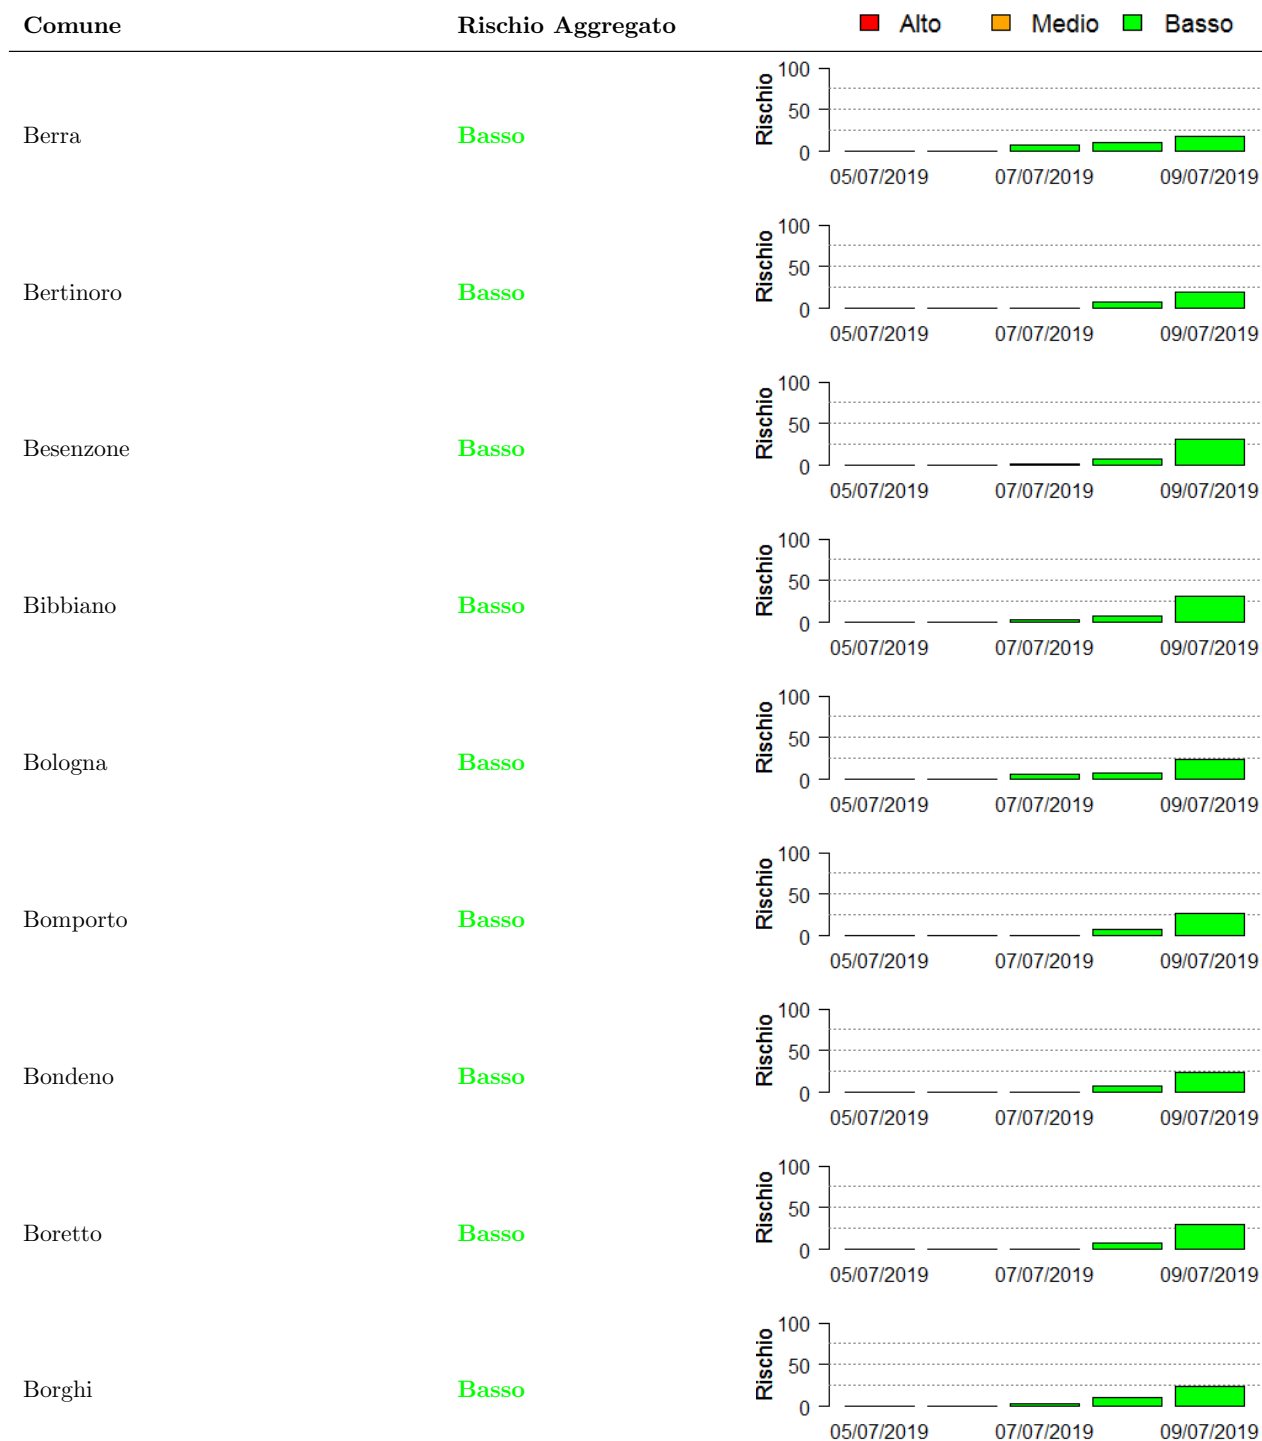 Comune Rischio Aggregato Alto Medio Basso
Berra Basso Rischio 100 50 0
05/07/2019 07/07/2019 09/07/2019
Bertinoro Basso Rischio 100 50 0
05/07/2019 07/07/2019 09/07/2019
Besenzone Basso Rischio 100 50 0
05/07/2019 07/07/2019 09/07/2019
Bibbiano Basso Rischio 100 50 0
05/07/2019 07/07/2019 09/07/2019
Bologna Basso Rischio 100 50 0
05/07/2019 07/07/2019 09/07/2019
Bomporto Basso Rischio 100 50 0
05/07/2019 07/07/2019 09/07/2019
Bondeno Basso Rischio 100 50 0
05/07/2019 07/07/2019 09/07/2019
Boretto Basso Rischio 100 50 0
05/07/2019 07/07/2019 09/07/2019
Borghi Basso Rischio 100 50 0
05/07/2019 07/07/2019 09/07/2019